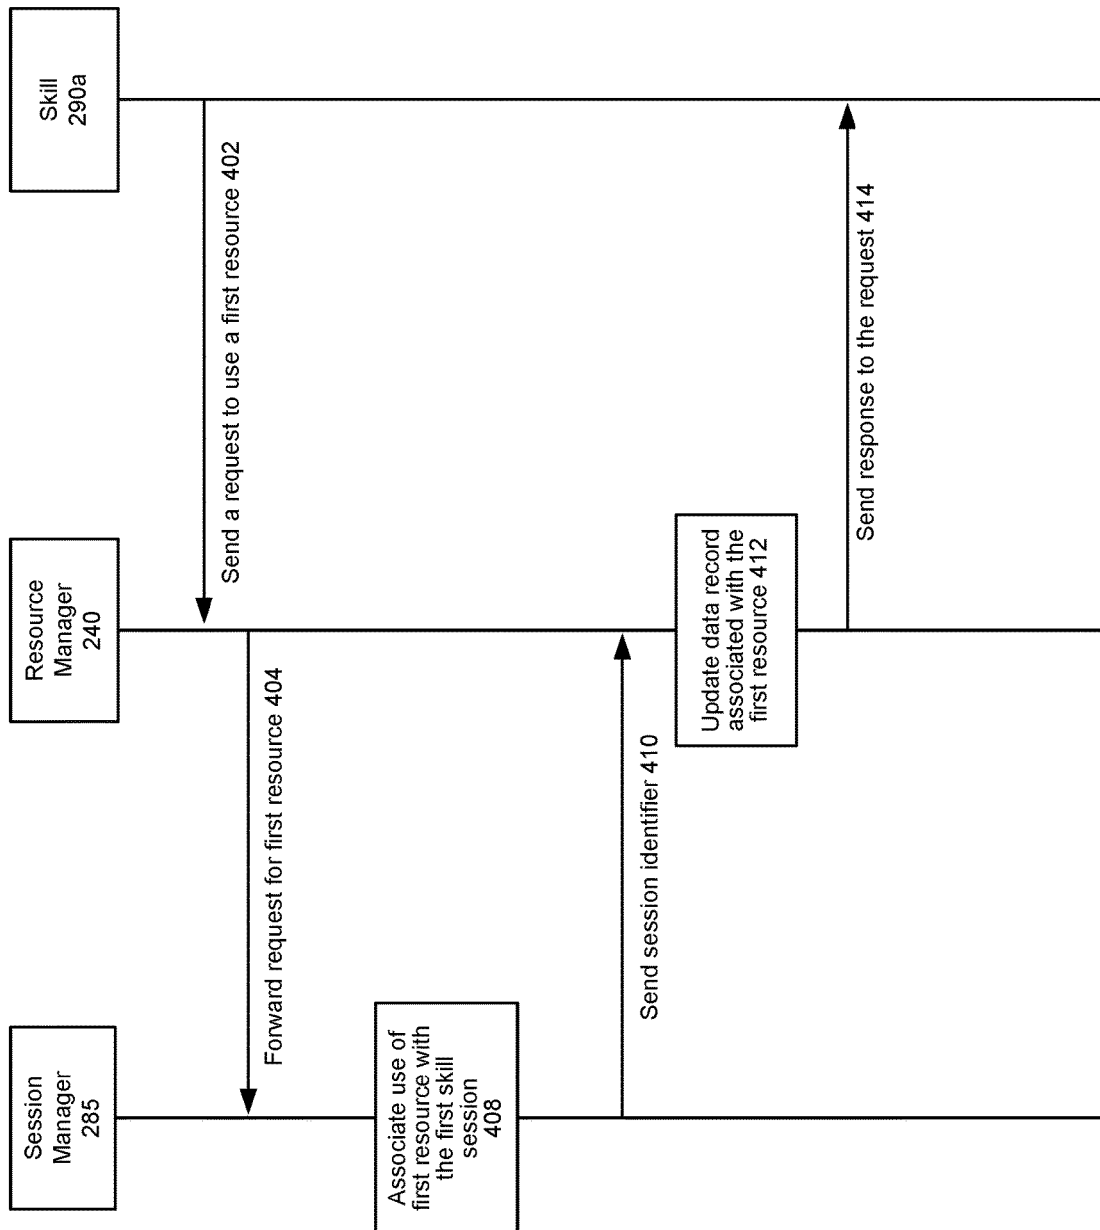 Session
Manager
285
Resource
Manager
240
Skill
290a
Send a request to use a first resource 402
Forward request for first resource 404
Associate use of
first resource with
the first skill
session
408
Send session identifier 410
Update data record
associated with the
first resource 412
Send response to the request 414